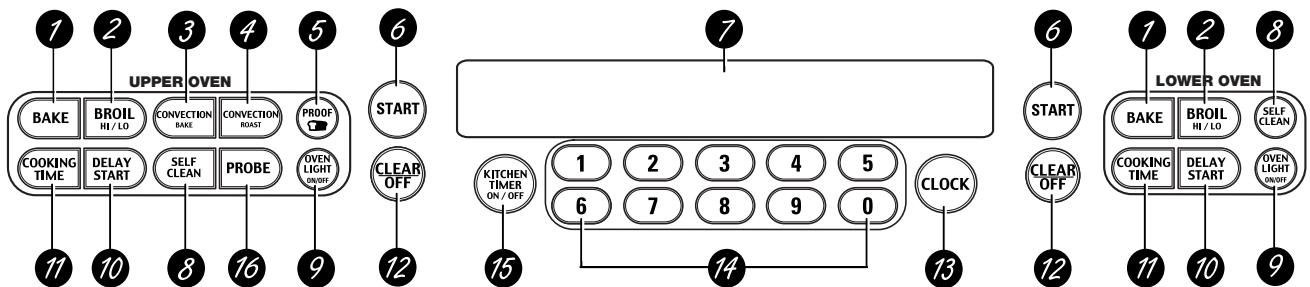 1 2 3 4 5 6 7 6 1 2 8
UPPER OVEN
LOWER OVEN
BAKE
BROIL
HI / LO
CONVECTION
BAKE
CONVECTION
ROAST
PROOF
START
START
BAKE
BROIL
HI / LO
SELF
CLEAN
COOKING
TIME
DELAY
START
SELF
CLEAN
PROBE
OVEN
LIGHT
ON/OFF
CLEAR
OFF
KITCHEN
TIMER
ON / OFF
1 2 3 4 5
6 7 8 9 0
CLOCK
CLEAR
OFF
COOKING
TIME
DELAY
START
OVEN
LIGHT
ON/OFF
11 10 8 16 9 12 15 14 13 12 11 10 9